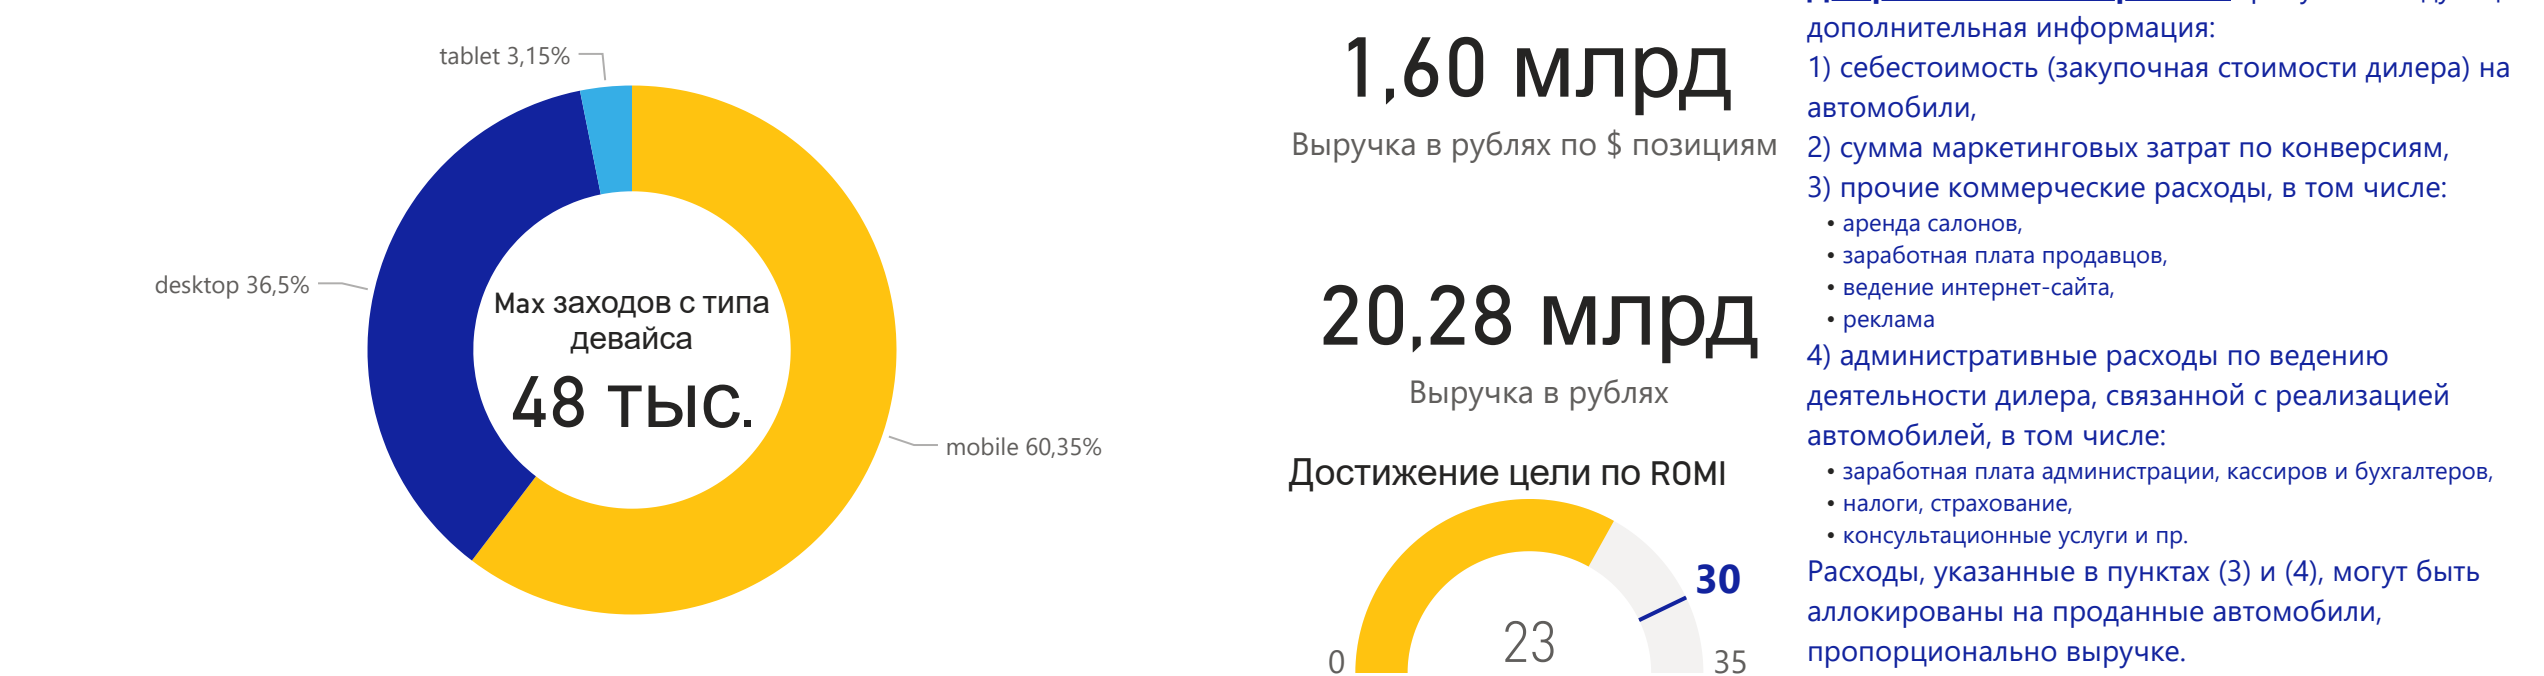 tablet 3,15%
desktop 36,5%
Max заходов с типа
девайса
48 тыс.
mobile 60,35%
1,60 млрд
Выручка в рублях по $ позициям
20,28 млрд
Выручка в рублях
Достижение цели по ROMI
30
23
0
35
дополнительная информация:
1) себестоимость (закупочная стоимости дилера) на
автомобили,
2) сумма маркетинговых затрат по конверсиям,
3) прочие коммерческие расходы, в том числе:
• аренда салонов,
• заработная плата продавцов,
• ведение интернет-сайта,
• реклама
4) административные расходы по ведению
деятельности дилера, связанной с реализацией
автомобилей, в том числе:
• заработная плата администрации, кассиров и бухгалтеров,
• налоги, страхование,
• консультационные услуги и пр.
Расходы, указанные в пунктах (3) и (4), могут быть
аллокированы на проданные автомобили,
пропорционально выручке.